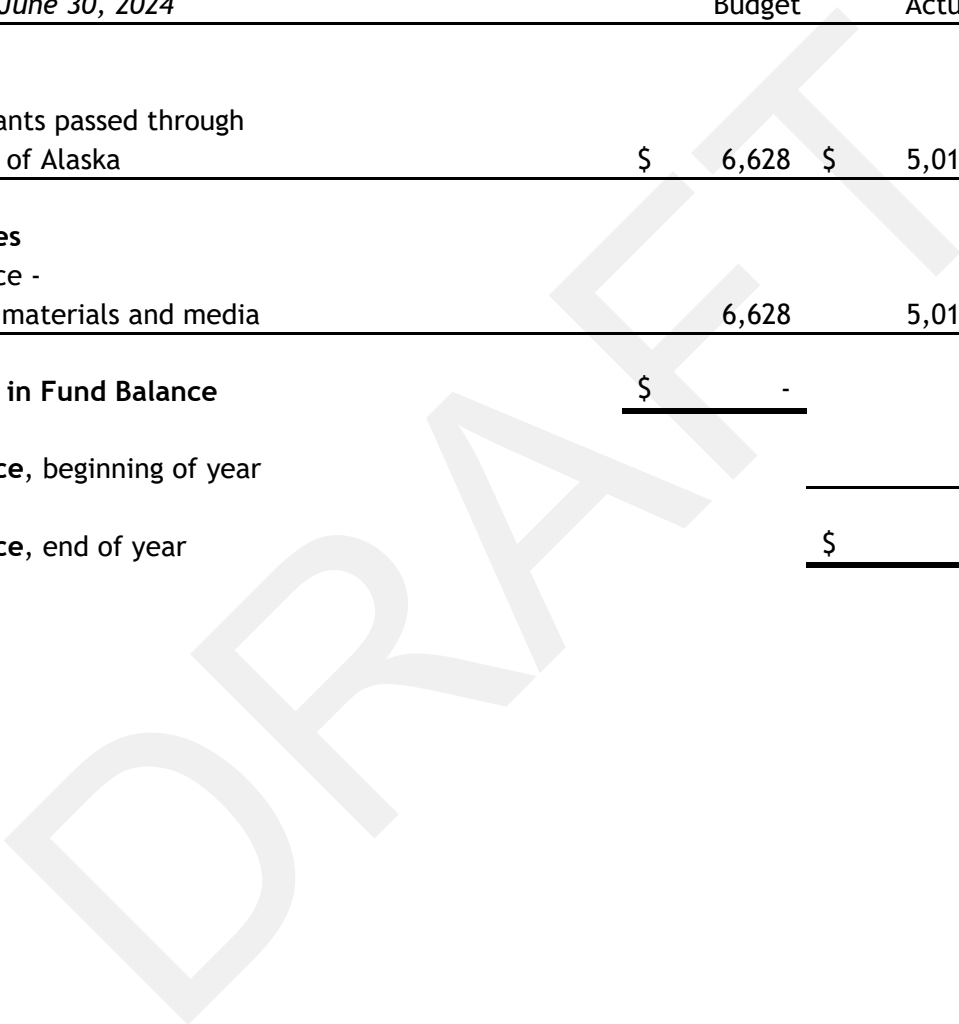 June 30, 2024 Budget Actu
ants passed through
of Alaska $ 6,628 $ 5,01
es
ce -
materials and media 6,628 5,01
in Fund Balance $ -
ce, beginning of year
ce, end of year $
DRAFT